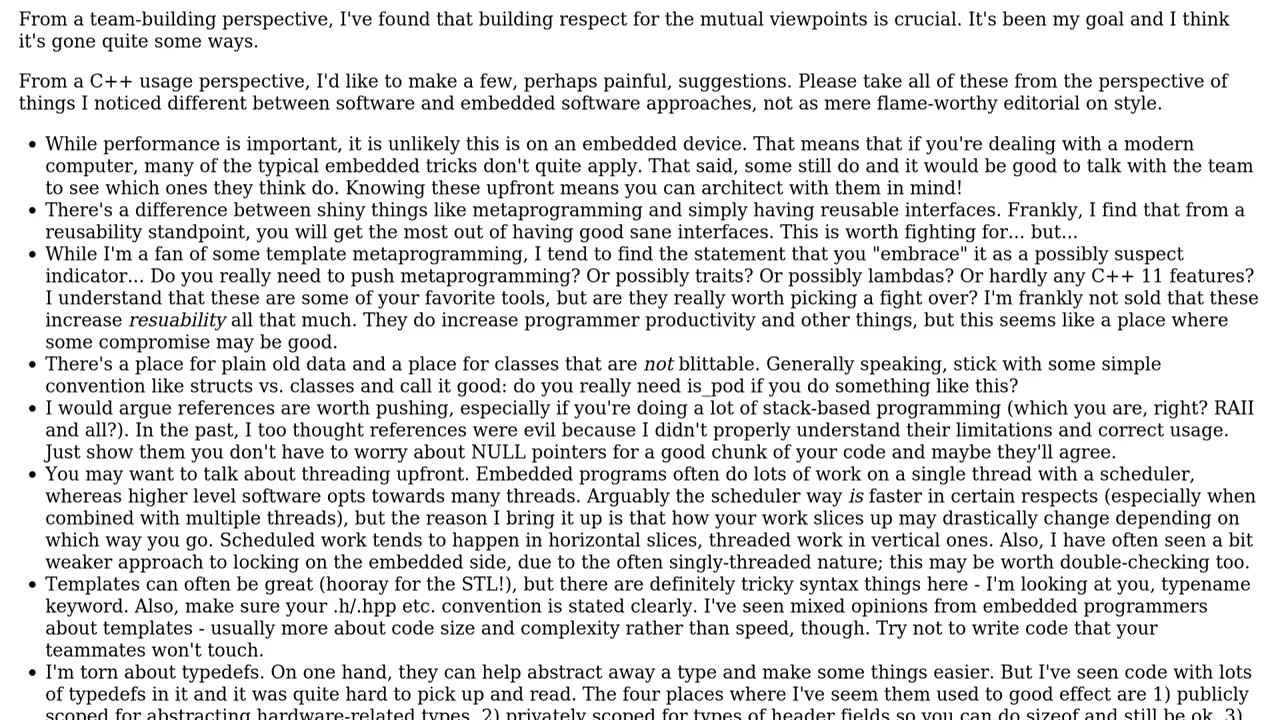 From a team-building perspective, I've found that building respect for the mutual viewpoints is crucial. It's been my goal and I think
it's gone quite some ways.
From a C++ usage perspective, I'd like to make a few, perhaps painful, suggestions. Please take all of these from the perspective of
things I noticed different between software and embedded software approaches, not as mere flame-worthy editorial on style.
• While performance is important, it is unlikely this is on an embedded device. That means that if you're dealing with a modern
computer, many of the typical embedded tricks don't quite apply. That said, some still do and it would be good to talk with the team
to see which ones they think do. Knowing these upfront means you can architect with them in mind!
• There's a difference between shiny things like metaprogramming and simply having reusable interfaces. Frankly, I find that from a
reusability standpoint, you will get the most out of having good sane interfaces. This is worth fighting for... but...
• While I'm a fan of some template metaprogramming, I tend to find the statement that you "embrace" it as a possibly suspect
indicator... Do you really need to push metaprogramming? Or possibly traits? Or possibly lambdas? Or hardly any C++ 11 features?
I understand that these are some of your favorite tools, but are they really worth picking a fight over? I'm frankly not sold that these
increase resuability all that much. They do increase programmer productivity and other things, but this seems like a place where
some compromise may be good.
• There's a place for plain old data and a place for classes that are not blittable. Generally speaking, stick with some simple
convention like structs vs. classes and call it good: do you really need is_pod if you do something like this?
• I would argue references are worth pushing, especially if you're doing a lot of stack-based programming (which you are, right? RAII
and all?). In the past, I too thought references were evil because I didn't properly understand their limitations and correct usage.
Just show them you don't have to worry about NULL pointers for a good chunk of your code and maybe they'll agree.
• You may want to talk about threading upfront. Embedded programs often do lots of work on a single thread with a scheduler,
whereas higher level software opts towards many threads. Arguably the scheduler way is faster in certain respects (especially when
combined with multiple threads), but the reason I bring it up is that how your work slices up may drastically change depending on
which way you go. Scheduled work tends to happen in horizontal slices, threaded work in vertical ones. Also, I have often seen a bit
weaker approach to locking on the embedded side, due to the often singly-threaded nature; this may be worth double-checking too.
• Templates can often be great (hooray for the STL!), but there are definitely tricky syntax things here - I'm looking at you, typename
keyword. Also, make sure your .h/.hpp etc. convention is stated clearly. I've seen mixed opinions from embedded programmers
about templates - usually more about code size and complexity rather than speed, though. Try not to write code that your
teammates won't touch.
• I'm torn about typedefs. On one hand, they can help abstract away a type and make some things easier. But I've seen code with lots
of typedefs in it and it was quite hard to pick up and read. The four places where I've seem them used to good effect are 1) publicly
scoped for abstracting hardware-related types, 2) privately scoped for types of header fields so you can do sizeof and still be ok, 3)